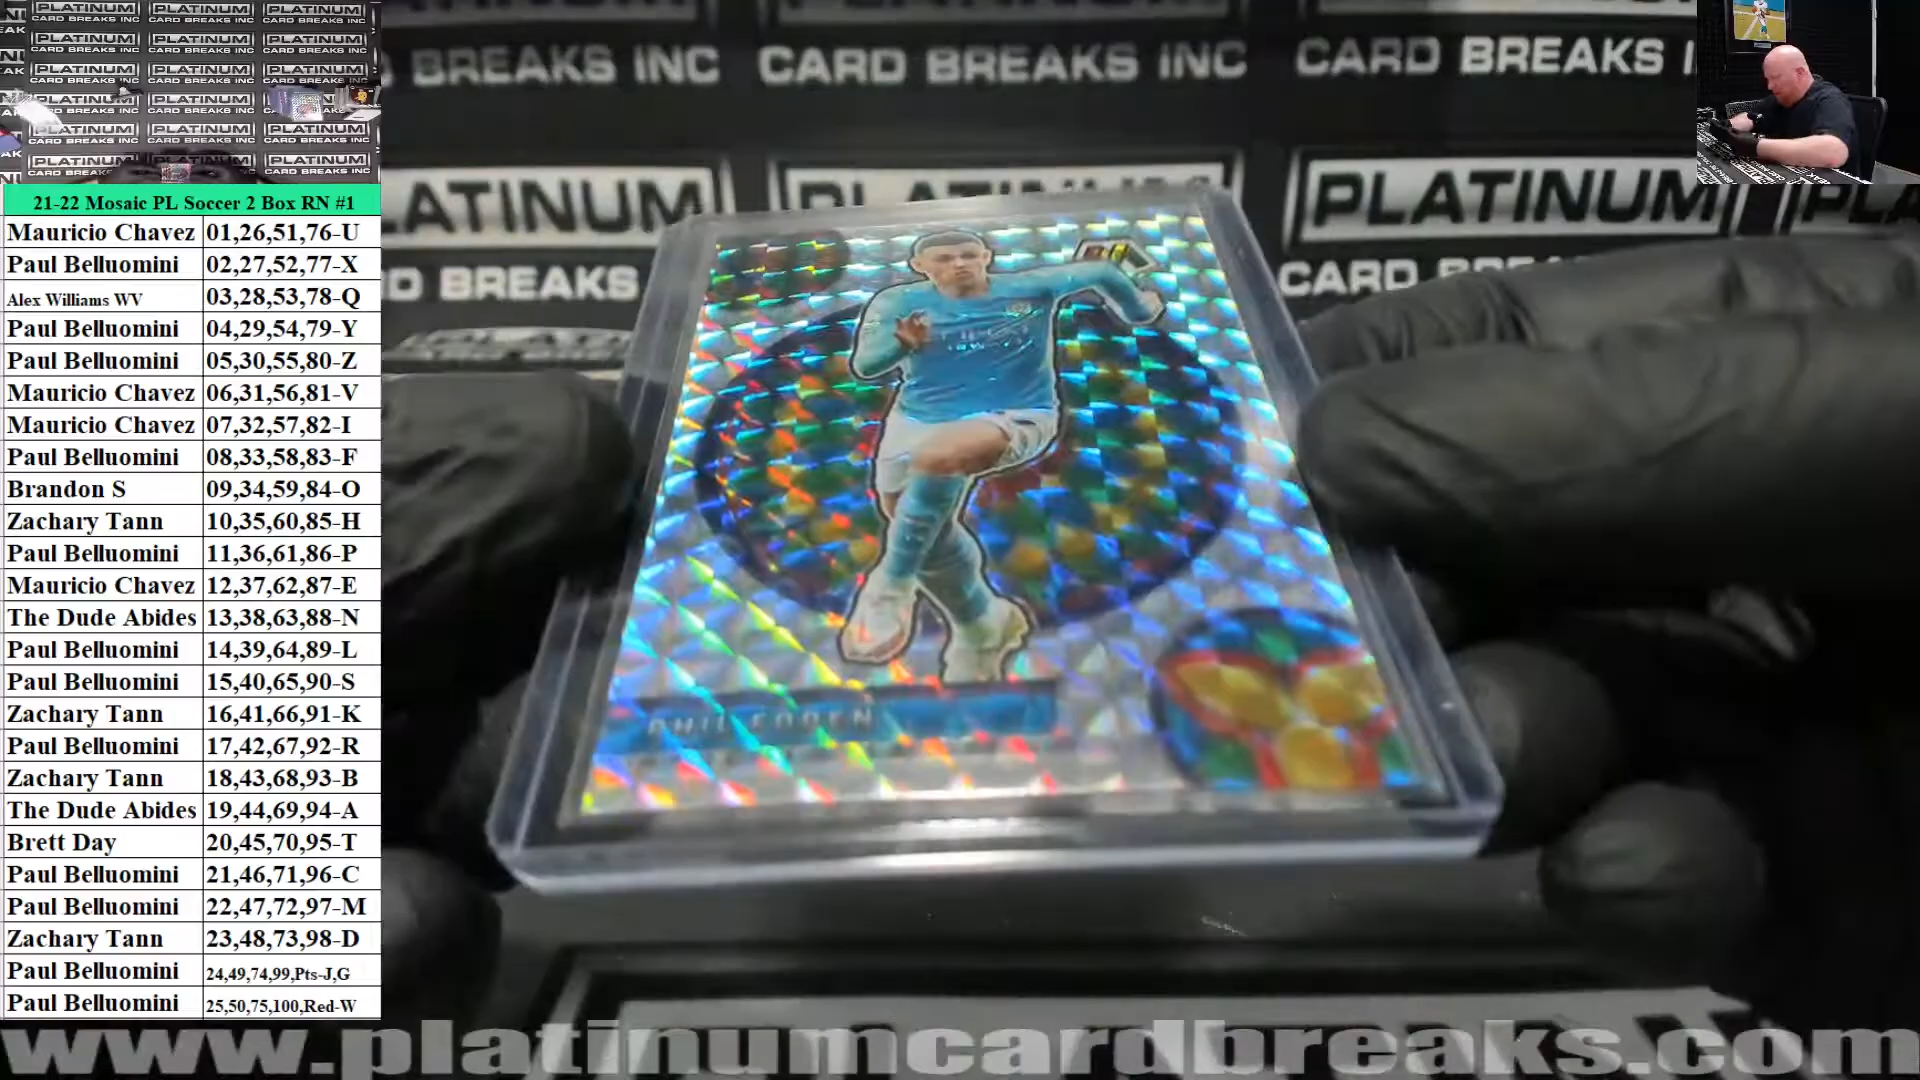 PLATINUM PLATINUM PLATINUM
CARD BREAKS INC CARD BREAKS INC CARD BREAKS INC
BREAKS INC CARD BREAKS INC CARD BREAKS
PLATINUM
CARD BREAKS
21-22 Mosaic PL Soccer 2 Box RN #1
Mauricio Chavez 01,26,51,76-U
Paul Belluomini 02,27,52,77-X
Alex Williams WV 03,28,53,78-Q
Paul Belluomini 04,29,54,79-Y
Paul Belluomini 05,30,55,80-Z
Mauricio Chavez 06,31,56,81-V
Mauricio Chavez 07,32,57,82-I
Paul Belluomini 08,33,58,83-F
Brandon S 09,34,59,84-O
Zachary Tann 10,35,60,85-H
Paul Belluomini 11,36,61,86-P
Mauricio Chavez 12,37,62,87-E
The Dude Abides 13,38,63,88-N
Paul Belluomini 14,39,64,89-L
Paul Belluomini 15,40,65,90-S
Zachary Tann 16,41,66,91-K
Paul Belluomini 17,42,67,92-R
Zachary Tann 18,43,68,93-B
The Dude Abides 19,44,69,94-A
Brett Day 20,45,70,95-T
Paul Belluomini 21,46,71,96-C
Paul Belluomini 22,47,72,97-M
Zachary Tann 23,48,73,98-D
Paul Belluomini 24,49,74,99,Pts-J,G
Paul Belluomini 25,50,75,100,Red-W
PHIL FODEN
www.platinumcardbreaks.com